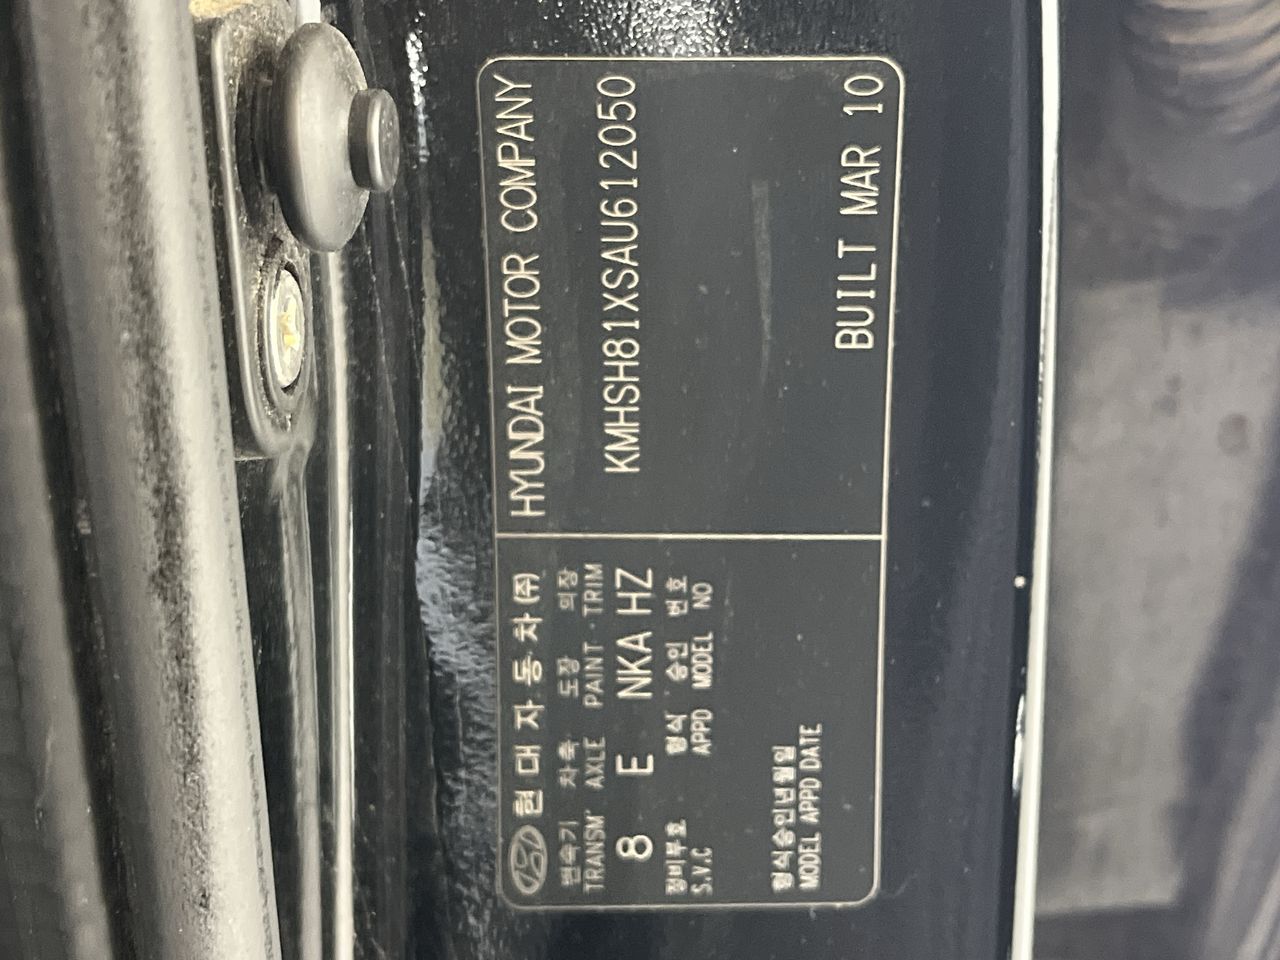 현대자동차(주)
변속기 차축 도장 의장
TRANSM' AXLE PAINT·TRIM
8 E NKA HZ
정비부호 형식 승인 번호
S.V.C APPD MODEL NO
형식승인년월일
MODEL APPD DATE
HYUNDAI MOTOR COMPANY
KMHSH81XSAU612050
BUILT MAR 10